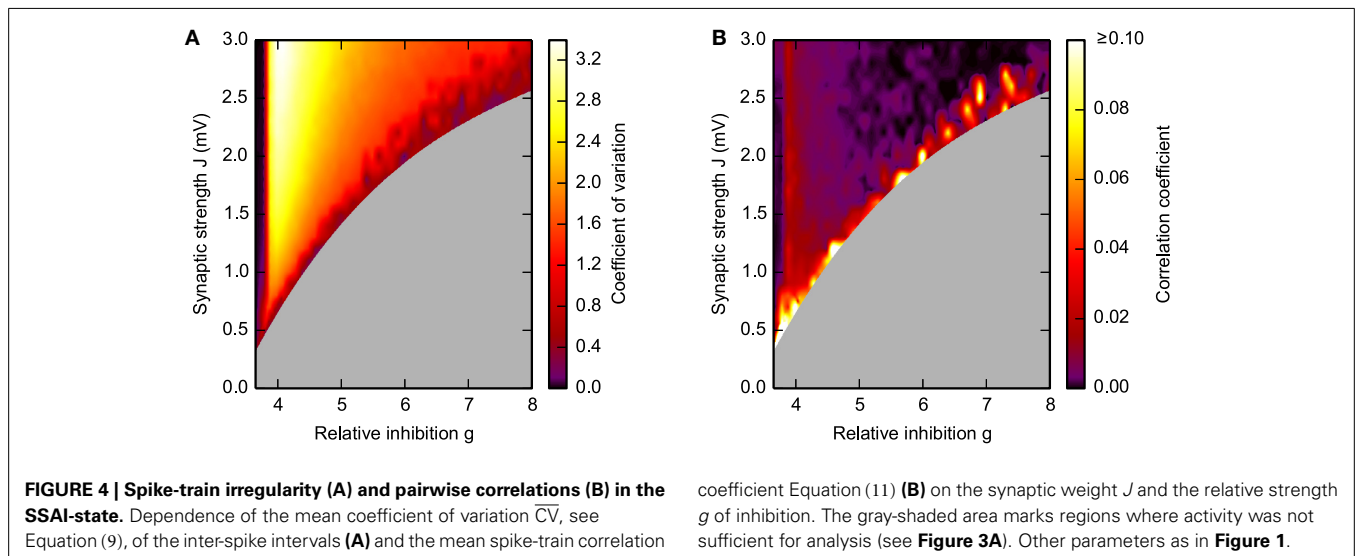 A
3.0
2.5
2.0
1.5
1.0
0.5
0.0
Synaptic strength J (mV)
4 5 6 7 8
Relative inhibition g
3.2
2.8
2.4
2.0
1.6
1.2
0.8
0.4
0.0
Coefficient of variation
B
3.0
2.5
2.0
1.5
1.0
0.5
0.0
Synaptic strength J (mV)
4 5 6 7 8
Relative inhibition g
≥0.10
0.08
0.06
0.04
0.02
0.00
Correlation coefficient
FIGURE 4 | Spike-train irregularity (A) and pairwise correlations (B) in the
SSAI-state. Dependence of the mean coefficient of variation C̅V̅, see
Equation (9), of the inter-spike intervals (A) and the mean spike-train correlation
coefficient Equation (11) (B) on the synaptic weight J and the relative strength
g of inhibition. The gray-shaded area marks regions where activity was not
sufficient for analysis (see Figure 3A). Other parameters as in Figure 1.